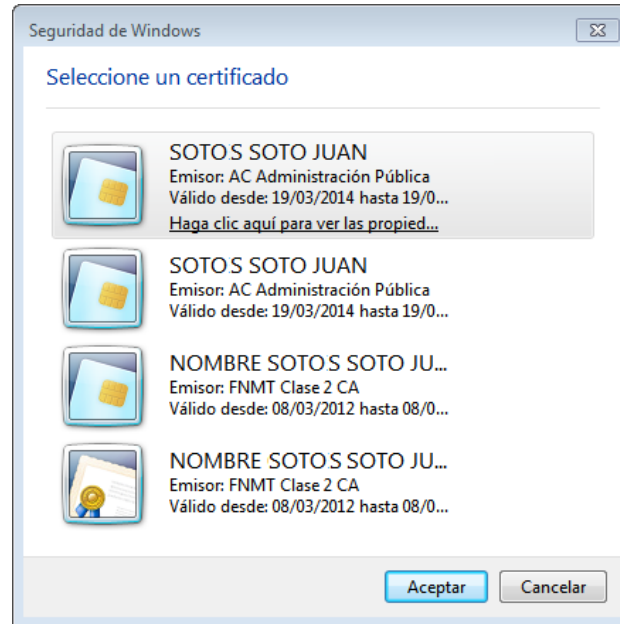 Seguridad de Windows
Seleccione un certificado
SOTOS SOTO JUAN
Emisor: AC Administración Pública
Válido desde: 19/03/2014 hasta 19/0...
Haga clic aquí para ver las propied...
SOTOS SOTO JUAN
Emisor: AC Administración Pública
Válido desde: 19/03/2014 hasta 19/0...
NOMBRE SOTOS SOTO JU...
Emisor: FNMT Clase 2 CA
Válido desde: 08/03/2012 hasta 08/0...
NOMBRE SOTOS SOTO JU...
Emisor: FNMT Clase 2 CA
Válido desde: 08/03/2012 hasta 08/0...
Aceptar Cancelar